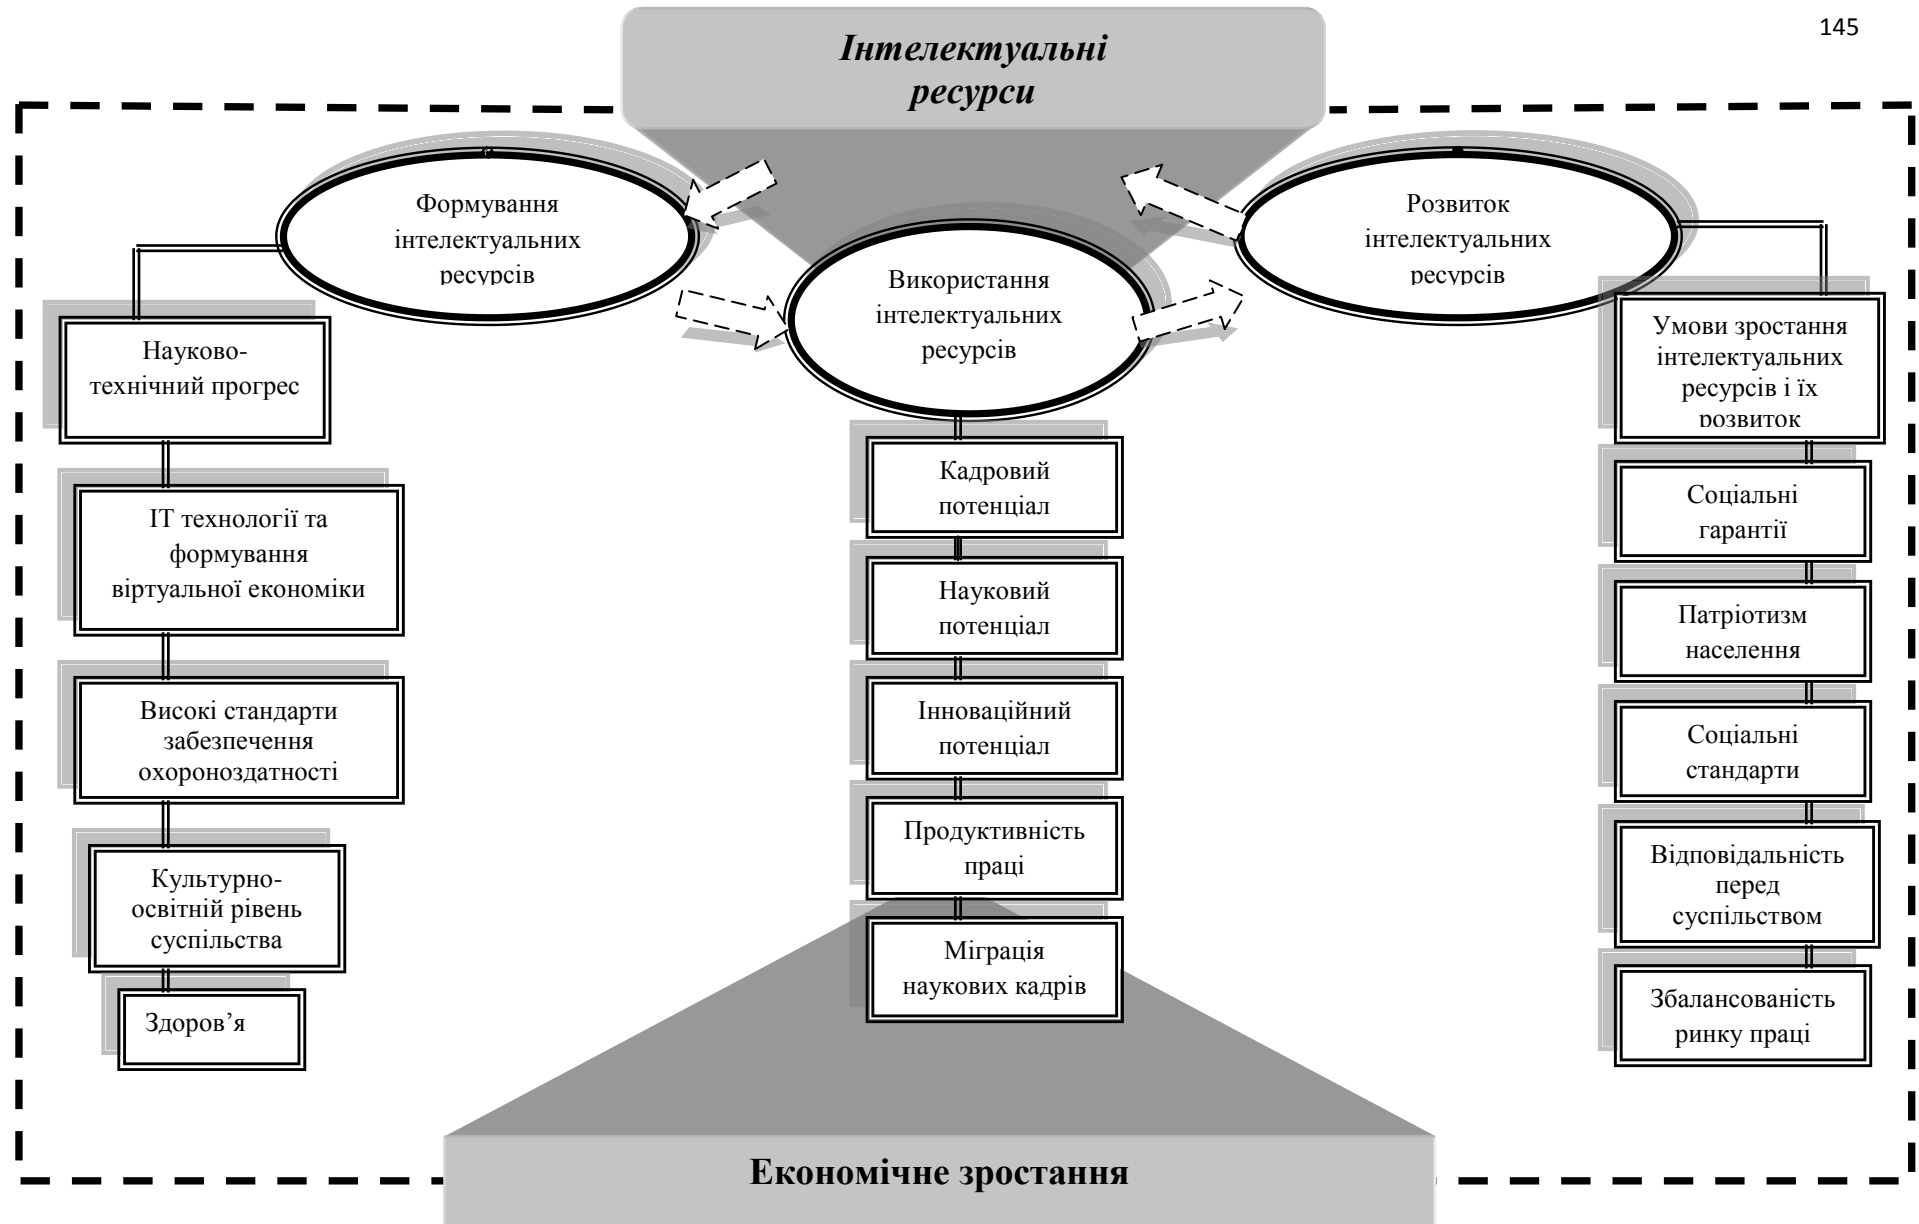 145
Інтелектуальні
ресурси
Формування
інтелектуальних
ресурсів
Використання
інтелектуальних
ресурсів
Розвиток
інтелектуальних
ресурсів
Науково-
технічний прогрес
ІТ технології та
формування
віртуальної економіки
Високі стандарти
забезпечення
охороноздатності
Культурно-
освітній рівень
суспільства
Здоров’я
Кадровий
потенціал
Науковий
потенціал
Інноваційний
потенціал
Продуктивність
праці
Міграція
наукових кадрів
Умови зростання
інтелектуальних
ресурсів і їх
розвиток
Соціальні
гарантії
Патріотизм
населення
Соціальні
стандарти
Відповідальність
перед
суспільством
Збалансованість
ринку праці
Економічне зростання